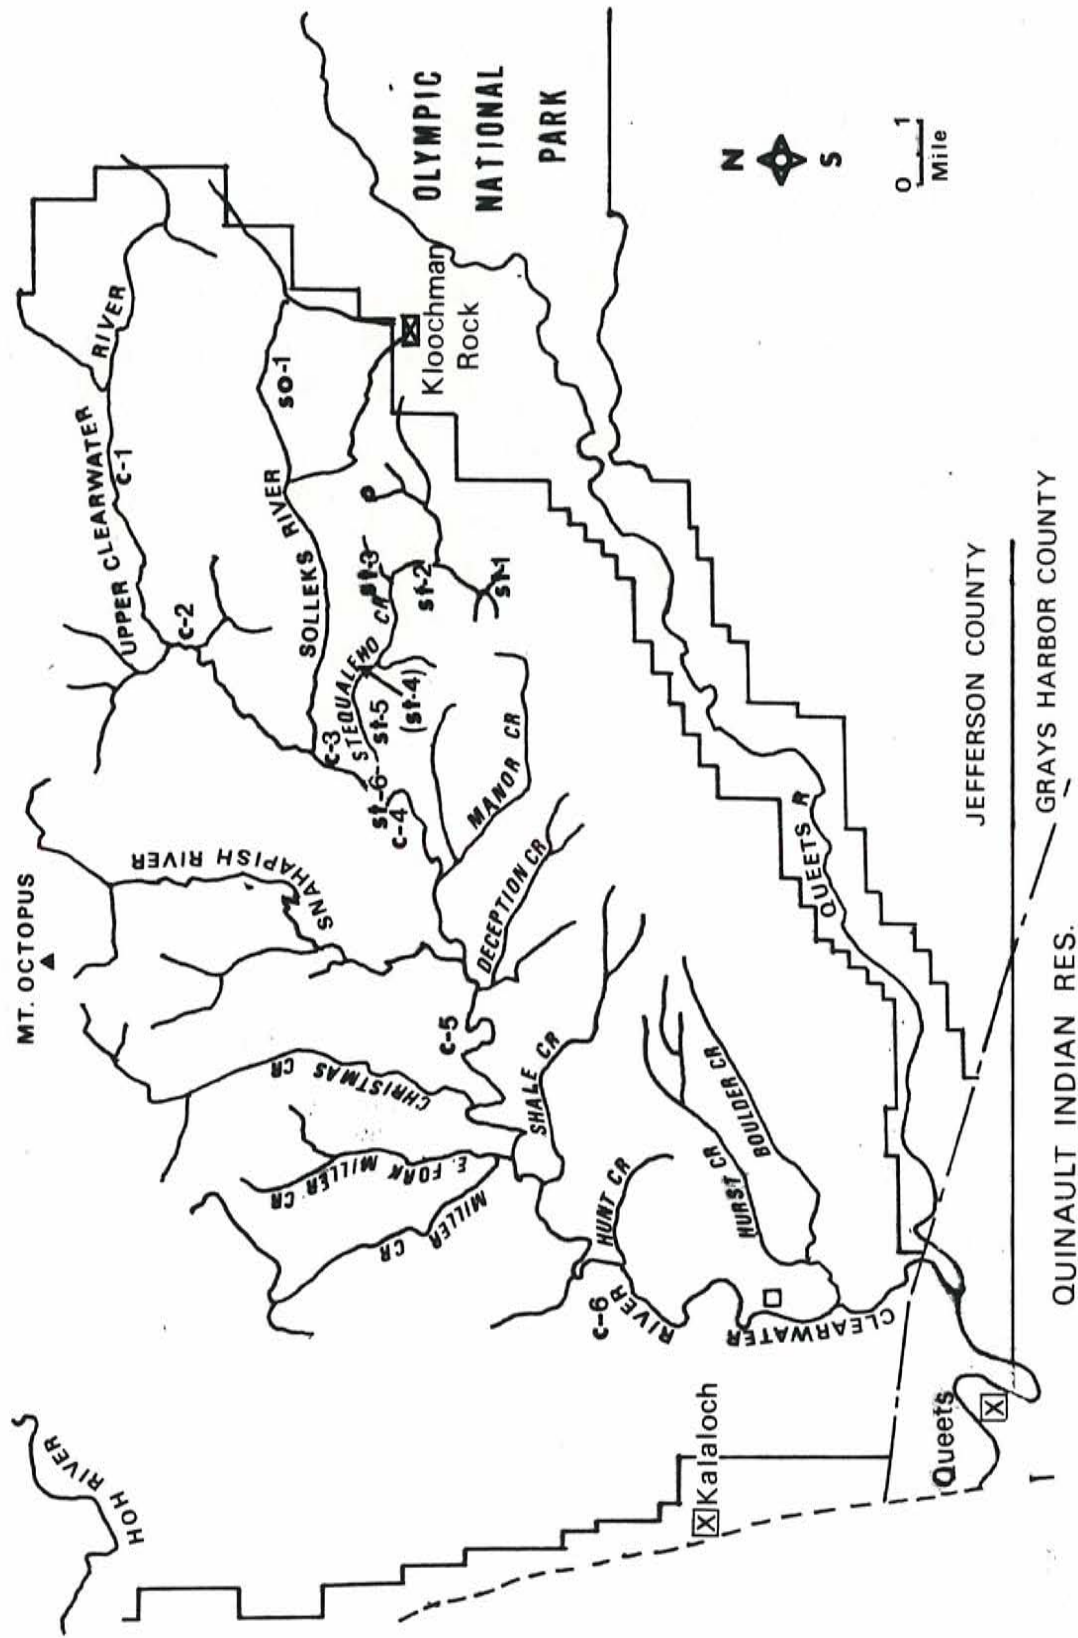 MT. OCTOPUS
HOH RIVER
UPPER CLEARWATER RIVER
c-1
c-2
SOLLEKS RIVER
so-1
Kloochman
Rock
OLYMPIC
NATIONAL
PARK
N
S
0 1
Mile
SNAHAPISH RIVER
c-3
STEQUALEHO CR
st-3
st-2
st-1
(st-4)
st-5
st-6
c-4
MANOR CR
DECEPTION CR
c-5
CHRISTMAS CR
SHALE CR
E. FORK MILLER CR
MILLER CR
HUNT CR
c-6
HURST CR
BOULDER CR
CLEARWATER RIVER
QUEETS R
Kalaloch
Queets
JEFFERSON COUNTY
GRAYS HARBOR COUNTY
QUINAULT INDIAN RES.